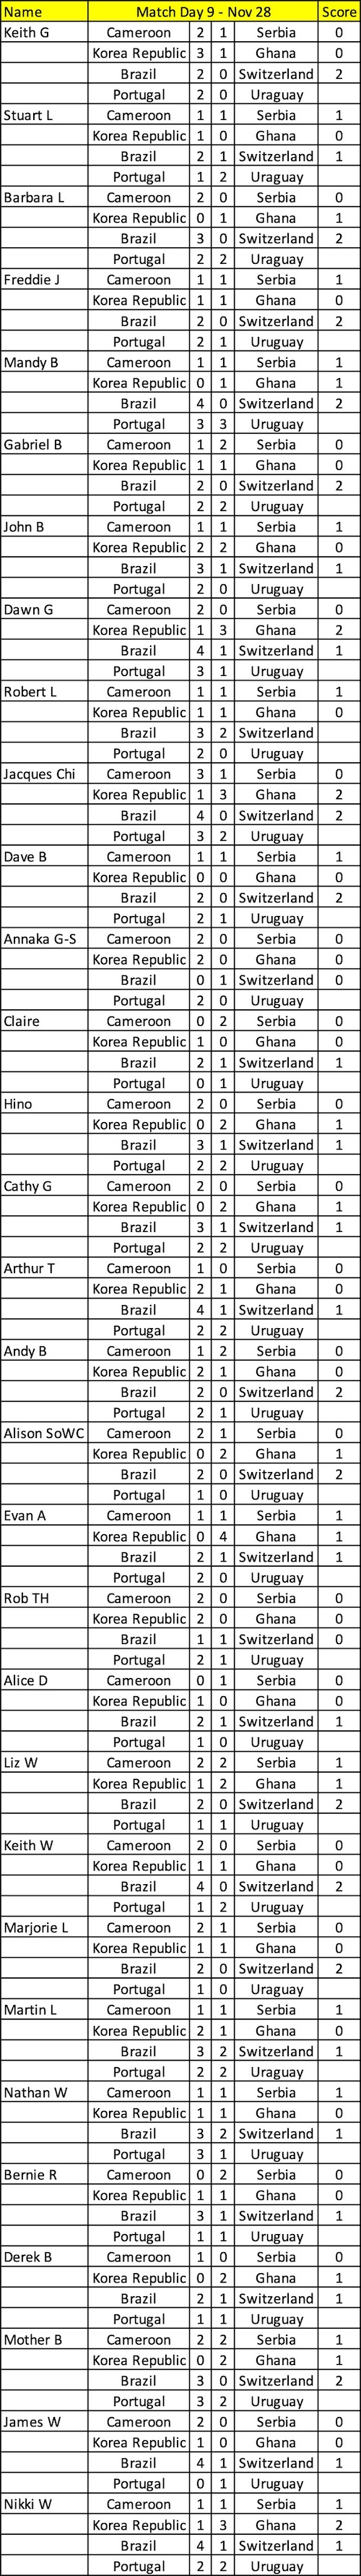 Name Match Day 9 - Nov 28 Score
Keith G Cameroon 2 1 Serbia 0
Korea Republic 3 1 Ghana 0
Brazil 2 0 Switzerland 2
Portugal 2 0 Uraguay
Stuart L Cameroon 1 1 Serbia 1
Korea Republic 1 0 Ghana 0
Brazil 2 1 Switzerland 1
Portugal 1 2 Uraguay
Barbara L Cameroon 2 0 Serbia 0
Korea Republic 0 1 Ghana 1
Brazil 3 0 Switzerland 2
Portugal 2 2 Uraguay
Freddie J Cameroon 1 1 Serbia 1
Korea Republic 1 1 Ghana 0
Brazil 2 0 Switzerland 2
Portugal 2 1 Uruguay
Mandy B Cameroon 1 1 Serbia 1
Korea Republic 0 1 Ghana 1
Brazil 4 0 Switzerland 2
Portugal 3 3 Uruguay
Gabriel B Cameroon 1 2 Serbia 0
Korea Republic 1 1 Ghana 0
Brazil 2 0 Switzerland 2
Portugal 2 2 Uruguay
John B Cameroon 1 1 Serbia 1
Korea Republic 2 2 Ghana 0
Brazil 3 1 Switzerland 1
Portugal 2 0 Uruguay
Dawn G Cameroon 2 0 Serbia 0
Korea Republic 1 3 Ghana 2
Brazil 4 1 Switzerland 1
Portugal 3 1 Uruguay
Robert L Cameroon 1 1 Serbia 1
Korea Republic 1 1 Ghana 0
Brazil 3 2 Switzerland
Portugal 2 0 Uruguay
Jacques Chi Cameroon 3 1 Serbia 0
Korea Republic 1 3 Ghana 2
Brazil 4 0 Switzerland 2
Portugal 3 2 Uruguay
Dave B Cameroon 1 1 Serbia 1
Korea Republic 0 0 Ghana 0
Brazil 2 0 Switzerland 2
Portugal 2 1 Uruguay
Annaka G-S Cameroon 2 0 Serbia 0
Korea Republic 2 0 Ghana 0
Brazil 0 1 Switzerland 0
Portugal 2 0 Uruguay
Claire Cameroon 0 2 Serbia 0
Korea Republic 1 0 Ghana 0
Brazil 2 1 Switzerland 1
Portugal 0 1 Uruguay
Hino Cameroon 2 0 Serbia 0
Korea Republic 0 2 Ghana 1
Brazil 3 1 Switzerland 1
Portugal 2 2 Uruguay
Cathy G Cameroon 2 0 Serbia 0
Korea Republic 0 2 Ghana 1
Brazil 3 1 Switzerland 1
Portugal 2 2 Uruguay
Arthur T Cameroon 1 0 Serbia 0
Korea Republic 2 1 Ghana 0
Brazil 4 1 Switzerland 1
Portugal 2 2 Uruguay
Andy B Cameroon 1 2 Serbia 0
Korea Republic 2 1 Ghana 0
Brazil 2 0 Switzerland 2
Portugal 2 1 Uruguay
Alison SoWC Cameroon 2 1 Serbia 0
Korea Republic 0 2 Ghana 1
Brazil 2 0 Switzerland 2
Portugal 1 0 Uruguay
Evan A Cameroon 1 1 Serbia 1
Korea Republic 0 4 Ghana 1
Brazil 2 1 Switzerland 1
Portugal 2 0 Uruguay
Rob TH Cameroon 2 0 Serbia 0
Korea Republic 2 0 Ghana 0
Brazil 1 1 Switzerland 0
Portugal 2 1 Uruguay
Alice D Cameroon 0 1 Serbia 0
Korea Republic 1 0 Ghana 0
Brazil 2 1 Switzerland 1
Portugal 1 0 Uruguay
Liz W Cameroon 2 2 Serbia 1
Korea Republic 1 2 Ghana 1
Brazil 2 0 Switzerland 2
Portugal 1 1 Uruguay
Keith W Cameroon 2 0 Serbia 0
Korea Republic 1 1 Ghana 0
Brazil 4 0 Switzerland 2
Portugal 1 2 Uruguay
Marjorie L Cameroon 2 1 Serbia 0
Korea Republic 1 1 Ghana 0
Brazil 2 0 Switzerland 2
Portugal 1 0 Uraguay
Martin L Cameroon 1 1 Serbia 1
Korea Republic 2 1 Ghana 0
Brazil 3 2 Switzerland 1
Portugal 2 2 Uraguay
Nathan W Cameroon 1 1 Serbia 1
Korea Republic 1 1 Ghana 0
Brazil 3 2 Switzerland 1
Portugal 3 1 Uruguay
Bernie R Cameroon 0 2 Serbia 0
Korea Republic 1 1 Ghana 0
Brazil 3 1 Switzerland 1
Portugal 1 1 Uruguay
Derek B Cameroon 1 0 Serbia 0
Korea Republic 0 2 Ghana 1
Brazil 2 1 Switzerland 1
Portugal 1 1 Uruguay
Mother B Cameroon 2 2 Serbia 1
Korea Republic 0 2 Ghana 1
Brazil 3 0 Switzerland 2
Portugal 3 2 Uruguay
James W Cameroon 2 0 Serbia 0
Korea Republic 1 0 Ghana 0
Brazil 4 1 Switzerland 1
Portugal 0 1 Uruguay
Nikki W Cameroon 1 1 Serbia 1
Korea Republic 1 3 Ghana 2
Brazil 4 1 Switzerland 1
Portugal 2 2 Uruguay